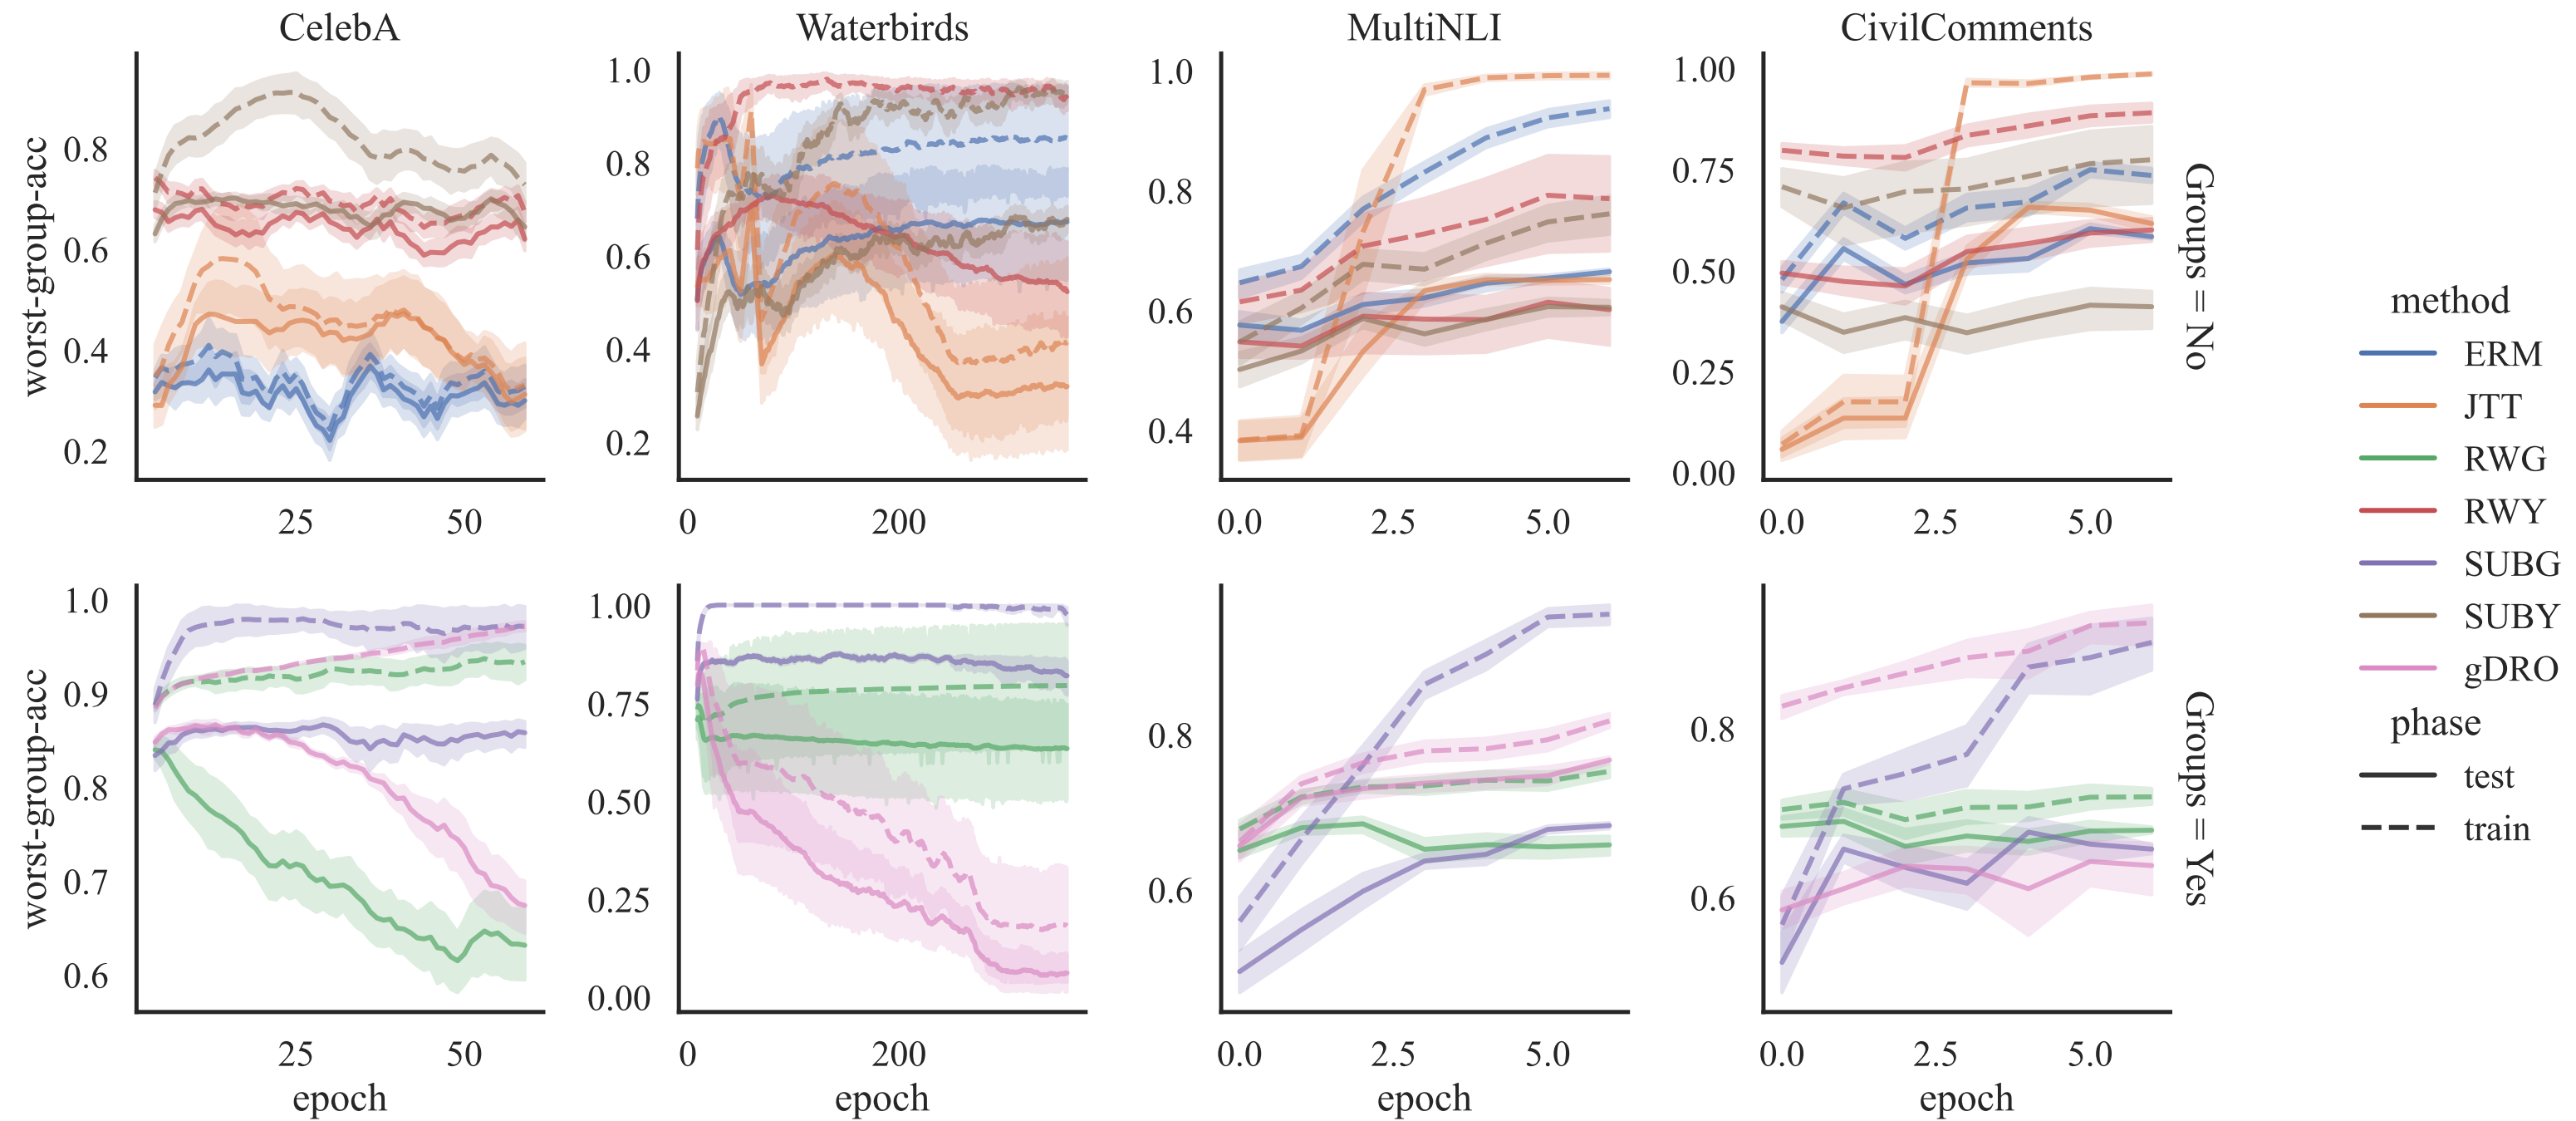 CelebA
Waterbirds
MultiNLI
CivilComments
worst-group-acc
0.8
0.6
0.4
0.2
25
50
1.0
0.8
0.6
0.4
0.2
0
200
1.0
0.8
0.6
0.4
0.0
2.5
5.0
1.00
0.75
0.50
0.25
0.00
0.0
2.5
5.0
Groups = No
worst-group-acc
1.0
0.9
0.8
0.7
0.6
25
50
epoch
1.00
0.75
0.50
0.25
0.00
0
200
epoch
0.8
0.6
0.0
2.5
5.0
epoch
0.8
0.6
0.0
2.5
5.0
epoch
Groups = Yes
method
ERM
JTT
RWG
RWY
SUBG
SUBY
gDRO
phase
test
train